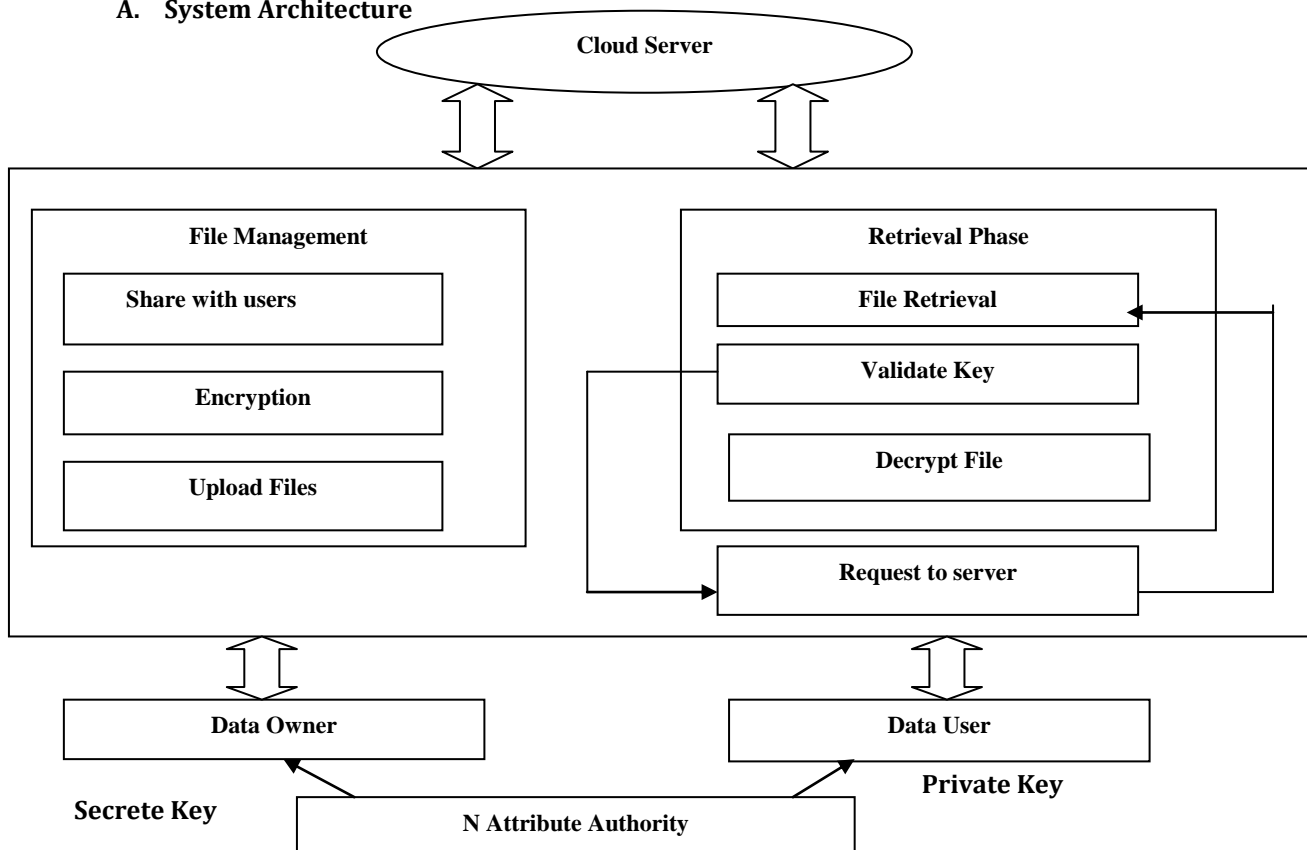 A. System Architecture
Cloud Server
File Management
Share with users
Encryption
Upload Files
Retrieval Phase
File Retrieval
Validate Key
Decrypt File
Request to server
Data Owner
Data User
Secrete Key
Private Key
N Attribute Authority